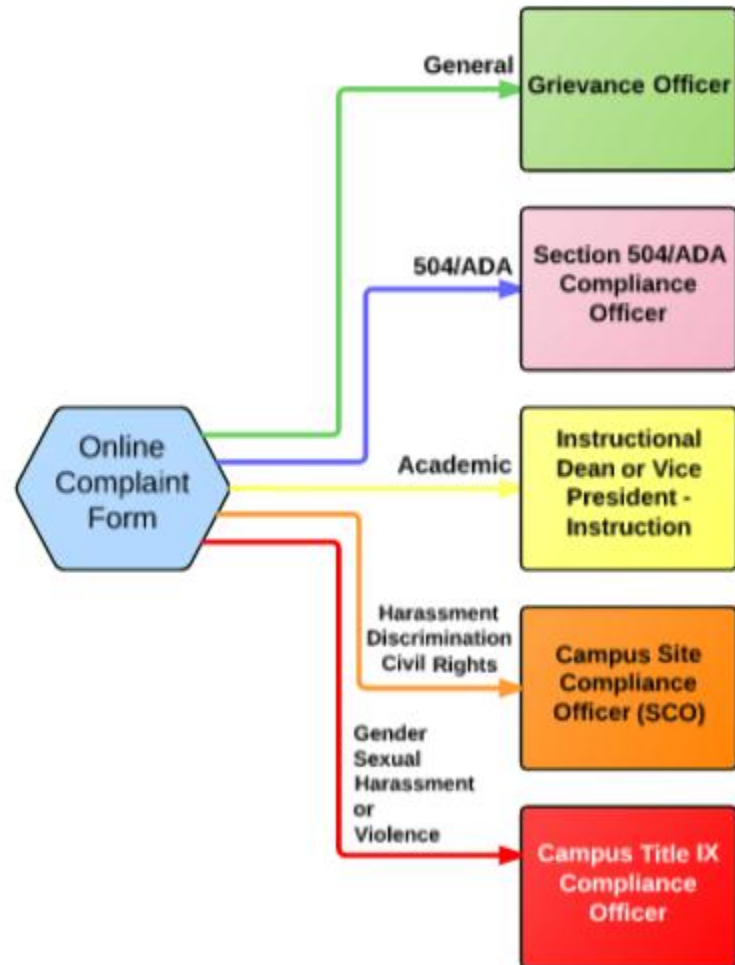 General
Grievance Officer
504/ADA
Section 504/ADA
Compliance
Officer
Online
Complaint
Form
Academic
Instructional
Dean or Vice
President -
Instruction
Harassment
Discrimination
Civil Rights
Campus Site
Compliance
Officer (SCO)
Gender
Sexual
Harassment
or
Violence
Campus Title IX
Compliance
Officer